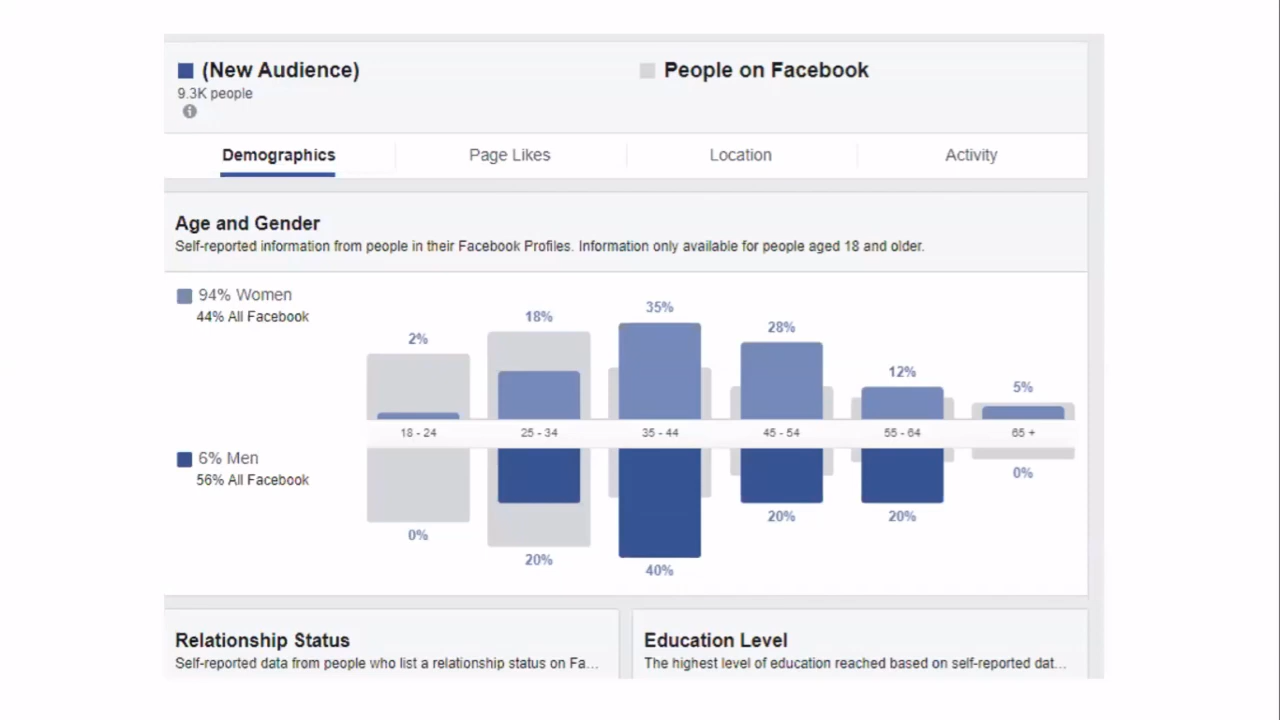 (New Audience)
9.3K people
People on Facebook
Demographics
Page Likes
Location
Activity
Age and Gender
Self-reported information from people in their Facebook Profiles. Information only available for people aged 18 and older.
94% Women
44% All Facebook
2%
18%
35%
28%
12%
5%
18 - 24
25 - 34
35 - 44
45 - 54
55 - 64
65 +
6% Men
56% All Facebook
0%
20%
40%
20%
20%
0%
Relationship Status
Self-reported data from people who list a relationship status on Fa...
Education Level
The highest level of education reached based on self-reported dat...